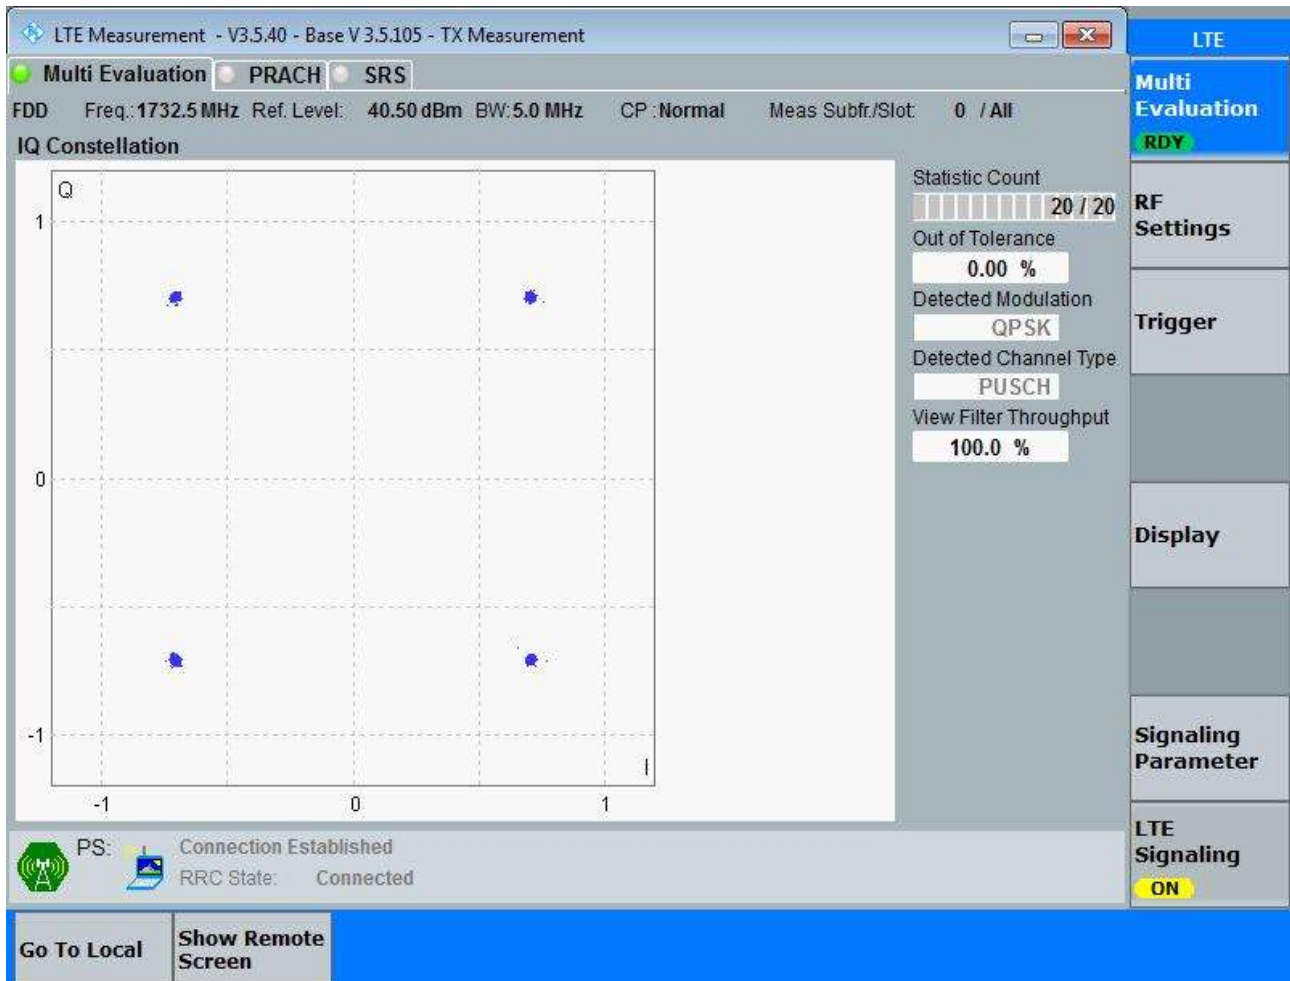 LTE Measurement - V3.5.40 - Base V 3.5.105 - TX Measurement
LTE
Multi Evaluation PRACH SRS
FDD Freq.: 1732.5 MHz Ref. Level: 40.50 dBm BW: 5.0 MHz CP : Normal Meas Subfr./Slot: 0 / All
IQ Constellation
Q
1
0
-1
I
-1 0 1
Statistic Count
20 / 20
Out of Tolerance
0.00 %
Detected Modulation
QPSK
Detected Channel Type
PUSCH
View Filter Throughput
100.0 %
Multi
Evaluation
RDY
RF
Settings
Trigger
Display
Signaling
Parameter
LTE
Signaling
ON
PS: Connection Established
RRC State: Connected
Go To Local
Show Remote
Screen